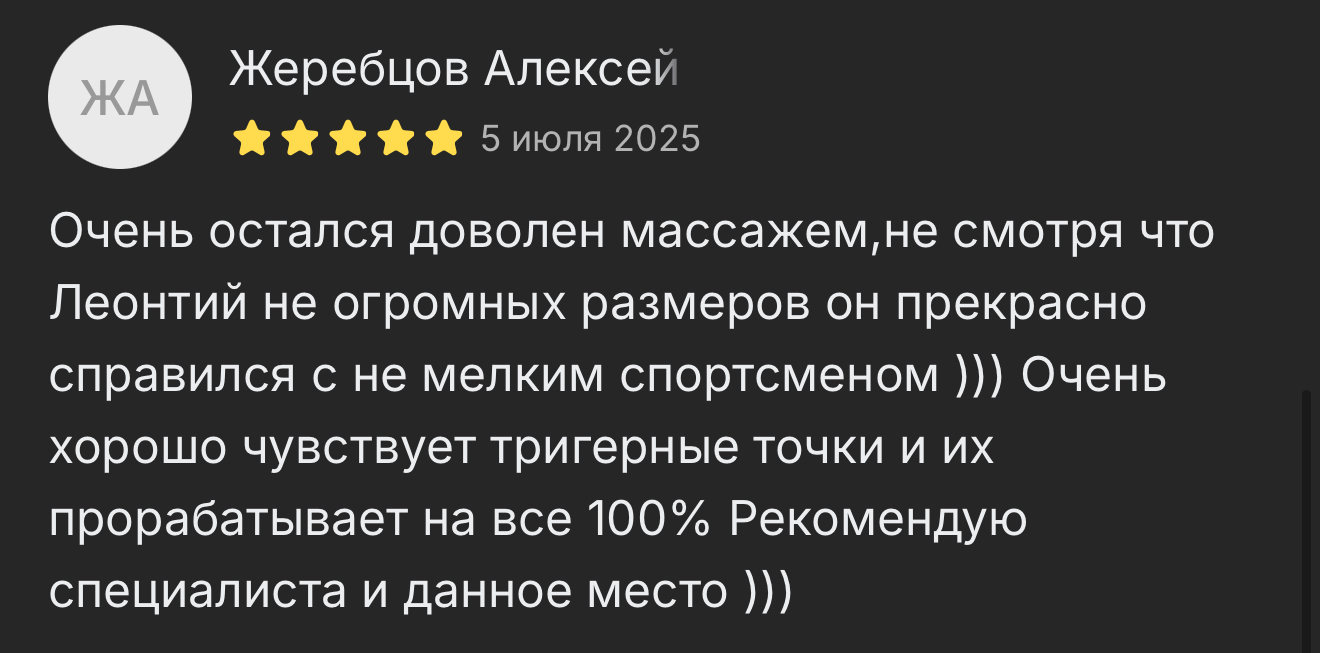 ЖА
Жеребцов Алексей
5 июля 2025
Очень остался доволен массажем,не смотря что
Леонтий не огромных размеров он прекрасно
справился с не мелким спортсменом ))) Очень
хорошо чувствует тригерные точки и их
прорабатывает на все 100% Рекомендую
специалиста и данное место )))